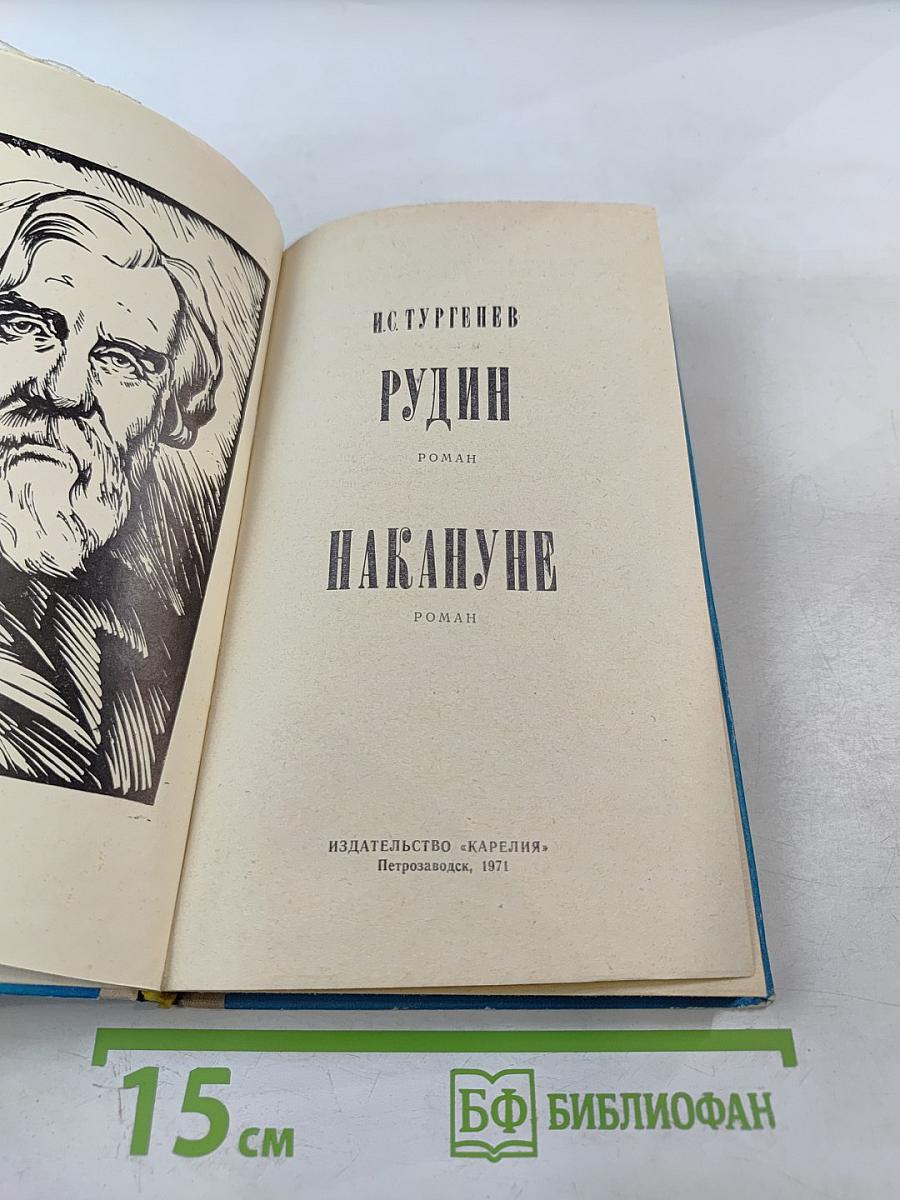 И.С. ТУРГЕНЕВ
РУДИН
РОМАН
НАКАНУНЕ
РОМАН
ИЗДАТЕЛЬСТВО «КАРЕЛИЯ»
Петрозаводск, 1971
15 см
БФ БИБЛИОФАН